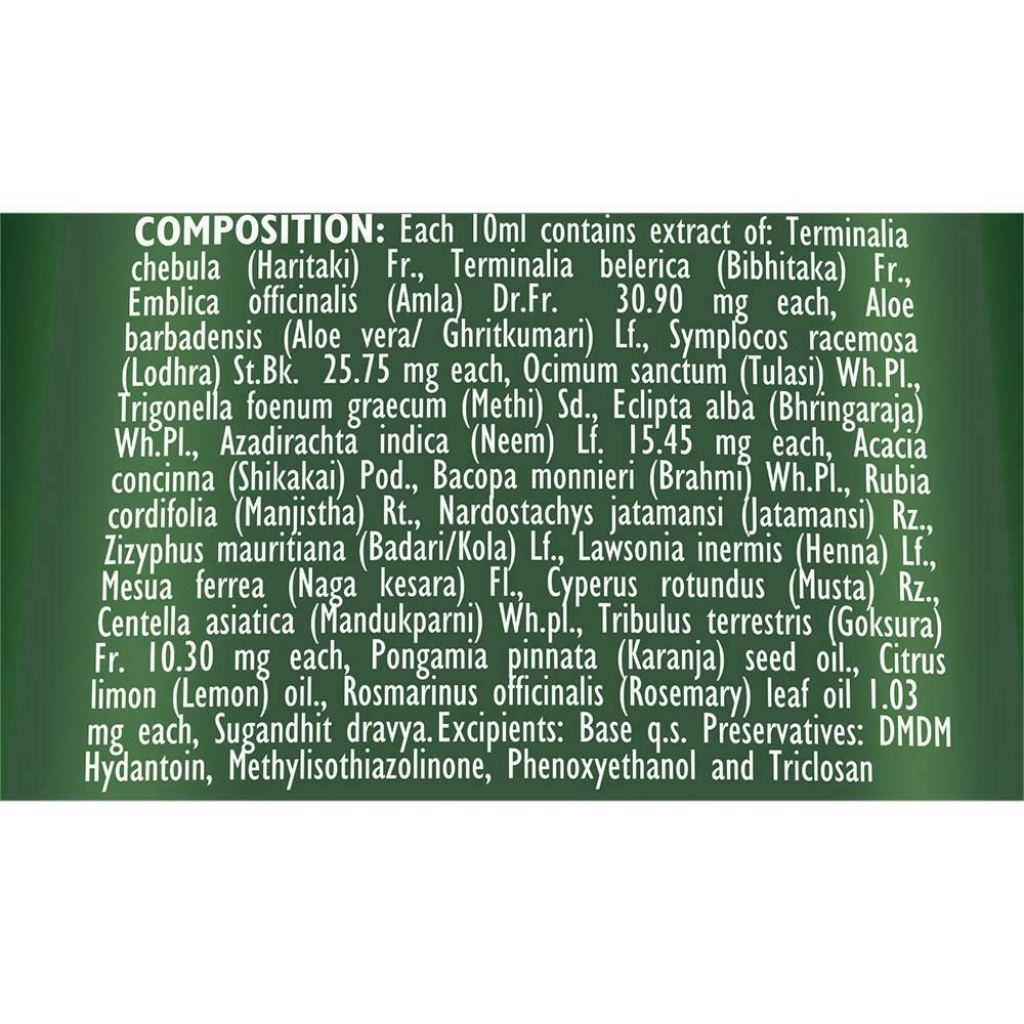 COMPOSITION: Each 10ml contains extract of: Terminalia
chebula (Haritaki) Fr., Terminalia belerica (Bibhitaka) Fr.,
Emblica officinalis (Amla) Dr.Fr. 30.90 mg each, Aloe
barbadensis (Aloe vera/ Ghritkumari) Lf., Symplocos racemosa
(Lodhra) St.Bk. 25.75 mg each, Ocimum sanctum (Tulasi) Wh.Pl.,
Trigonella foenum graecum (Methi) Sd., Eclipta alba (Bhringaraja)
Wh.Pl., Azadirachta indica (Neem) Lf. 15.45 mg each, Acacia
concinna (Shikakai) Pod., Bacopa monnieri (Brahmi) Wh.Pl., Rubia
cordifolia (Manjistha) Rt., Nardostachys jatamansi (Jatamansi) Rz.,
Zizyphus mauritiana (Badari/Kola) Lf., Lawsonia inermis (Henna) Lf.,
Mesua ferrea (Naga kesara) Fl., Cyperus rotundus (Musta) Rz.,
Centella asiatica (Mandukparni) Wh.pl., Tribulus terrestris (Goksura)
Fr. 10.30 mg each, Pongamia pinnata (Karanja) seed oil., Citrus
limon (Lemon) oil., Rosmarinus officinalis (Rosemary) leaf oil 1.03
mg each, Sugandhit dravya. Excipients: Base q.s. Preservatives: DMDM
Hydantoin, Methylisothiazolinone, Phenoxyethanol and Triclosan